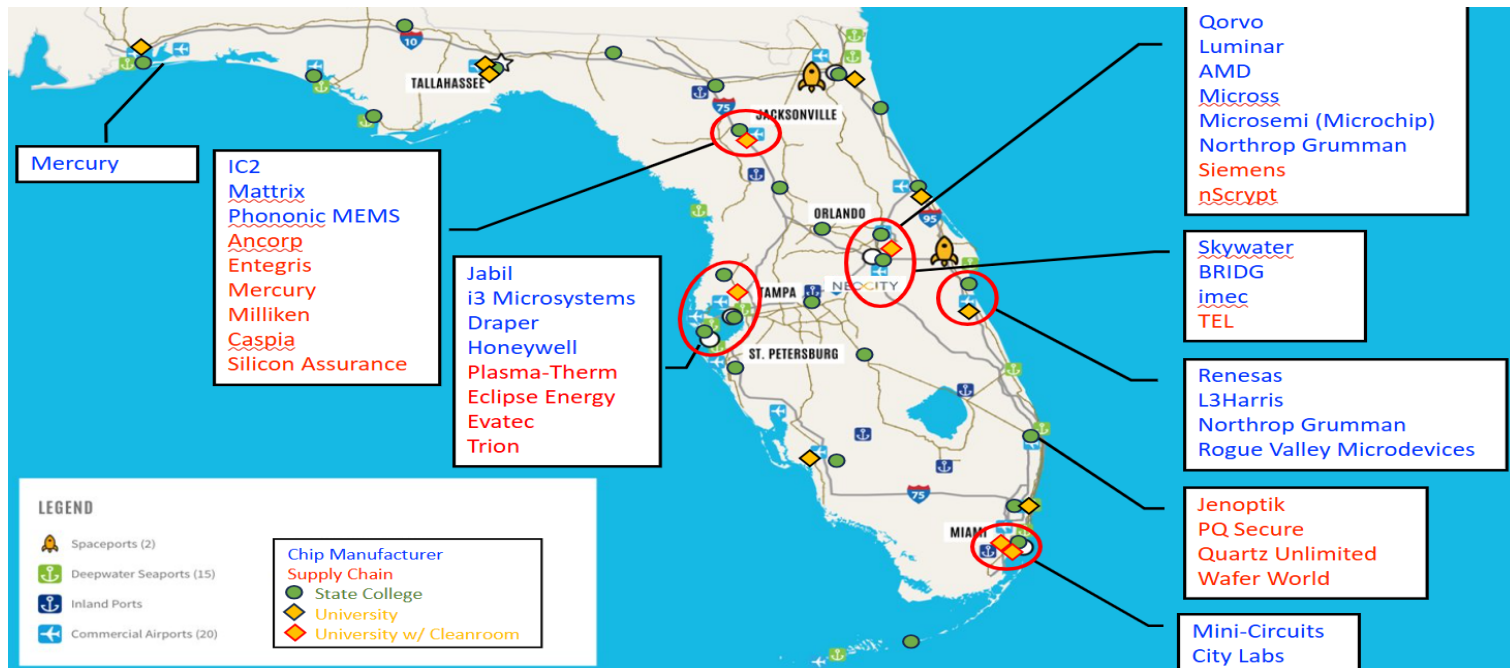 10
TALLAHASSEE
75
JACKSONVILLE
ORLANDO
95
NEOCITY
TAMPA
ST. PETERSBURG
75
MIAMI
Mercury
IC2
Mattrix
Phononic MEMS
Ancorp
Entegris
Mercury
Milliken
Caspia
Silicon Assurance
Jabil
i3 Microsystems
Draper
Honeywell
Plasma-Therm
Eclipse Energy
Evatec
Trion
Qorvo
Luminar
AMD
Micross
Microsemi (Microchip)
Northrop Grumman
Siemens
nScrypt
Skywater
BRIDG
imec
TEL
Renesas
L3Harris
Northrop Grumman
Rogue Valley Microdevices
Jenoptik
PQ Secure
Quartz Unlimited
Wafer World
Mini-Circuits
City Labs
LEGEND
Spaceports (2)
Deepwater Seaports (15)
Inland Ports
Commercial Airports (20)
Chip Manufacturer
Supply Chain
State College
University
University w/ Cleanroom